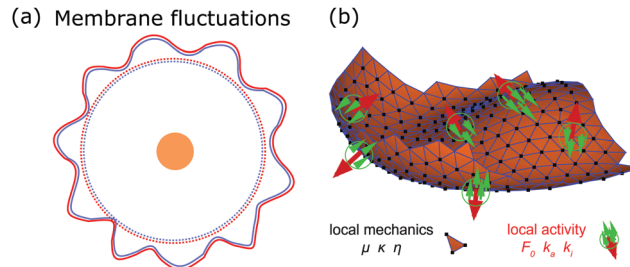 (a) Membrane fluctuations
(b)
local mechanics
μ κ η
local activity
F₀ kₐ kᵢ